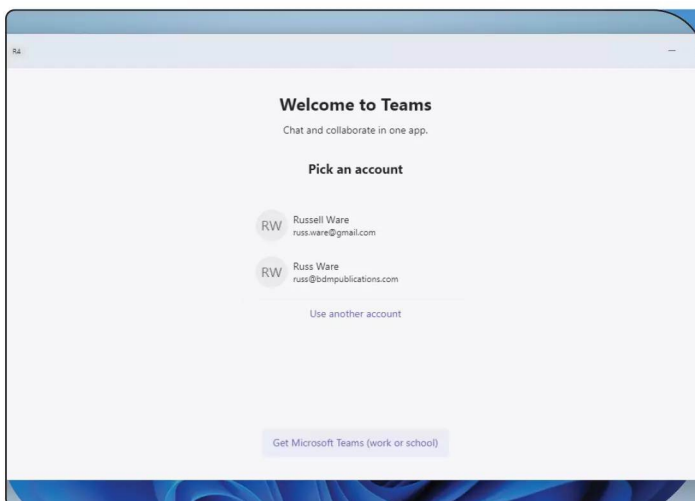 Welcome to Teams
Chat and collaborate in one app.
Pick an account
RW
Russell Ware
russ.ware@gmail.com
RW
Russ Ware
russ@bdmpublications.com
Use another account
Get Microsoft Teams (work or school)